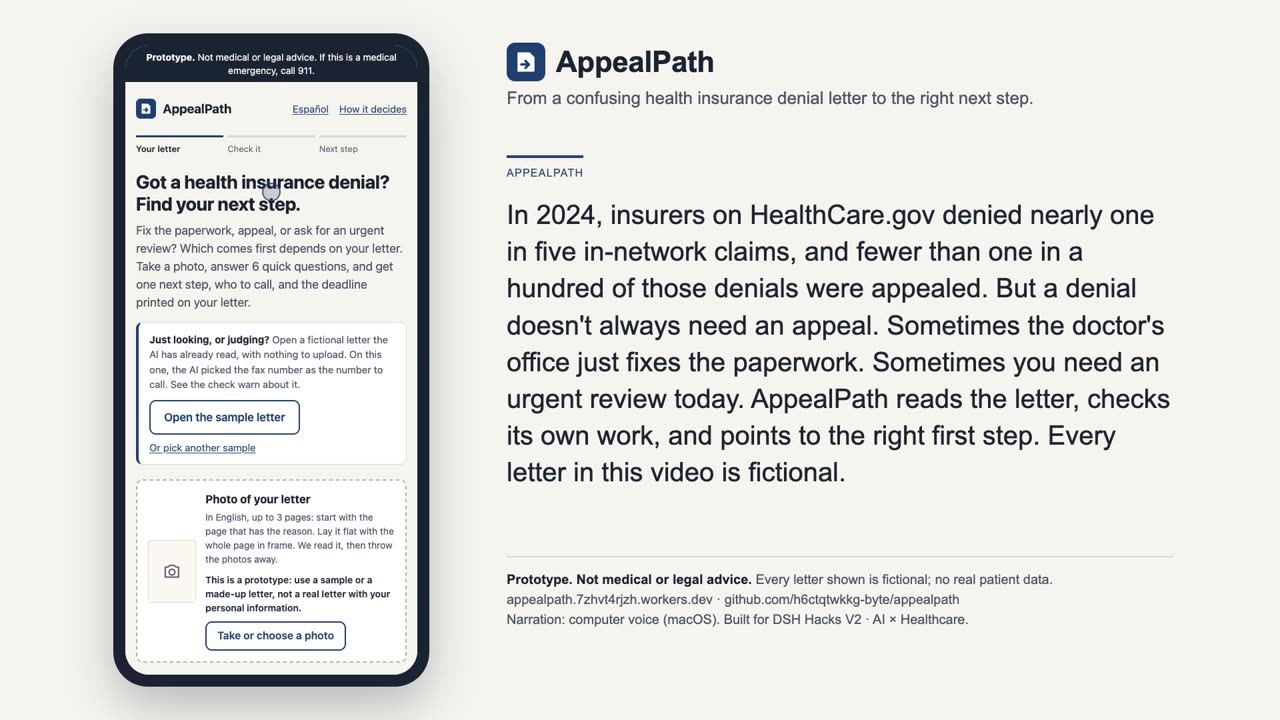 Prototype. Not medical or legal advice. If this is a medical
emergency, call 911.
AppealPath
Español How it decides
Your letter Check it Next step
Got a health insurance denial?
Find your next step.
Fix the paperwork, appeal, or ask for an urgent
review? Which comes first depends on your letter.
Take a photo, answer 6 quick questions, and get
one next step, who to call, and the deadline
printed on your letter.
Just looking, or judging? Open a fictional letter the
AI has already read, with nothing to upload. On this
one, the AI picked the fax number as the number to
call. See the check warn about it.
Open the sample letter
Or pick another sample
Photo of your letter
In English, up to 3 pages: start with the
page that has the reason. Lay it flat with the
whole page in frame. We read it, then throw
the photos away.
This is a prototype: use a sample or a
made-up letter, not a real letter with your
personal information.
Take or choose a photo
AppealPath
From a confusing health insurance denial letter to the right next step.
APPEALPATH
In 2024, insurers on HealthCare.gov denied nearly one
in five in-network claims, and fewer than one in a
hundred of those denials were appealed. But a denial
doesn't always need an appeal. Sometimes the doctor's
office just fixes the paperwork. Sometimes you need an
urgent review today. AppealPath reads the letter, checks
its own work, and points to the right first step. Every
letter in this video is fictional.
Prototype. Not medical or legal advice. Every letter shown is fictional; no real patient data.
appealpath.7zhvt4rjzh.workers.dev · github.com/h6ctqtwkkg-byte/appealpath
Narration: computer voice (macOS). Built for DSH Hacks V2 · AI × Healthcare.